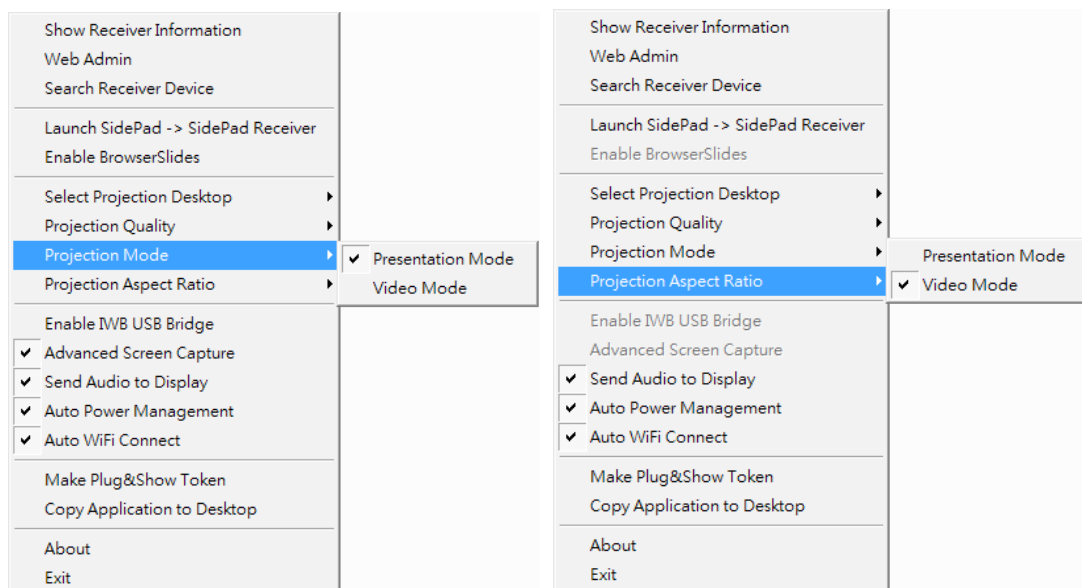 Show Receiver Information
Web Admin
Search Receiver Device
Launch SidePad -> SidePad Receiver
Enable BrowserSlides
Select Projection Desktop
Projection Quality
Projection Mode
Projection Aspect Ratio
Presentation Mode
Video Mode
Enable IWB USB Bridge
Advanced Screen Capture
Send Audio to Display
Auto Power Management
Auto WiFi Connect
Make Plug&Show Token
Copy Application to Desktop
About
Exit
Show Receiver Information
Web Admin
Search Receiver Device
Launch SidePad -> SidePad Receiver
Enable BrowserSlides
Select Projection Desktop
Projection Quality
Projection Mode
Projection Aspect Ratio
Presentation Mode
Video Mode
Enable IWB USB Bridge
Advanced Screen Capture
Send Audio to Display
Auto Power Management
Auto WiFi Connect
Make Plug&Show Token
Copy Application to Desktop
About
Exit